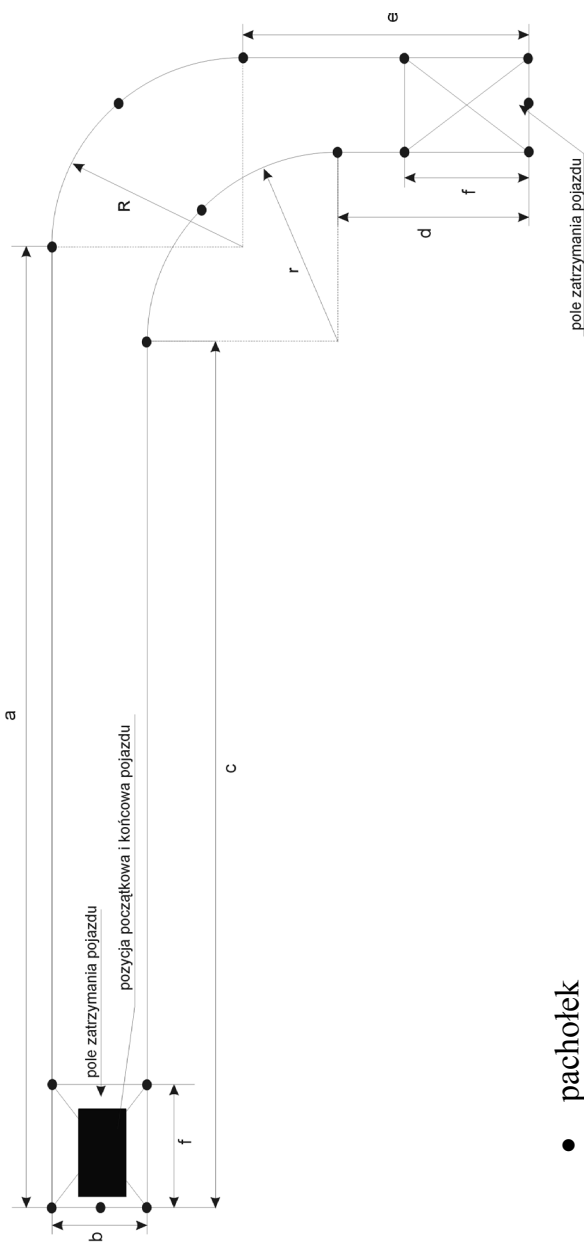 a
R
e
r
d
f
pole zatrzymania pojazdu
c
pole zatrzymania pojazdu
pozycja początkowa i końcowa pojazdu
b
f
pachołek